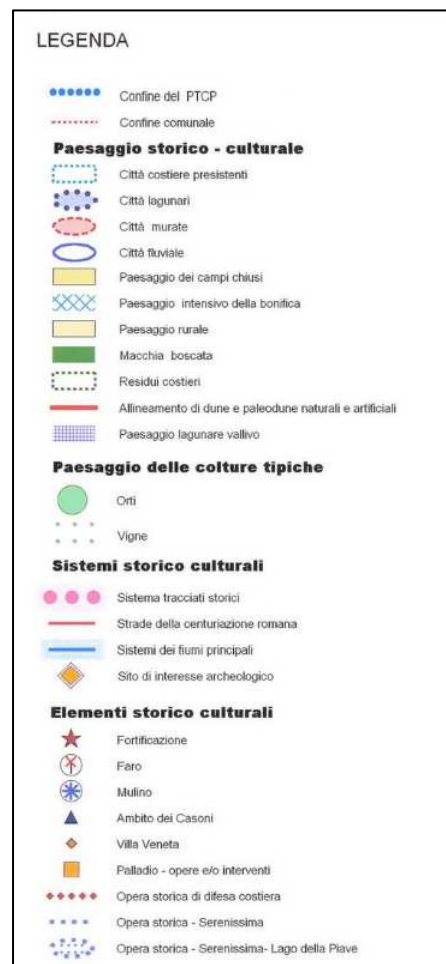 LEGENDA
Confine del PTCP
Confine comunale
Paesaggio storico - culturale
Città costiere presistenti
Città lagunari
Città murate
Città fluviale
Paesaggio dei campi chiusi
Paesaggio intensivo della bonifica
Paesaggio rurale
Macchia boscata
Residui costieri
Allineamento di dune e paleodune naturali e artificiali
Paesaggio lagunare vallivo
Paesaggio delle colture tipiche
Orti
Vigne
Sistemi storico culturali
Sistema tracciati storici
Strade della centuriazione romana
Sistemi dei fiumi principali
Sito di interesse archeologico
Elementi storico culturali
Fortificazione
Faro
Mulino
Ambito dei Casoni
Villa Veneta
Palladio - opere e/o interventi
Opera storica di difesa costiera
Opera storica - Serenissima
Opera storica - Serenissima- Lago della Piave